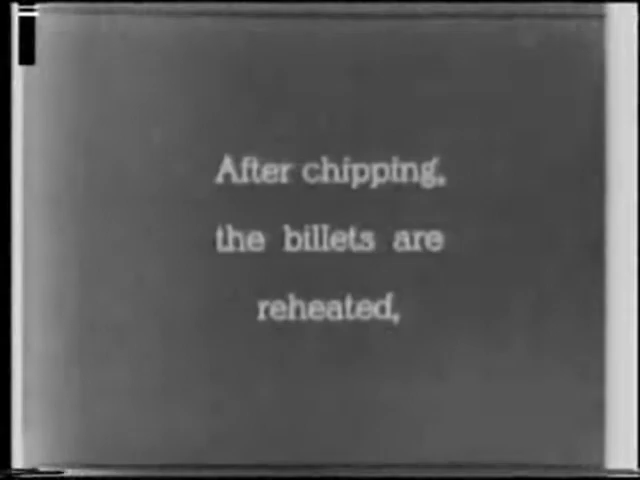 After chipping,
the billets are
reheated,